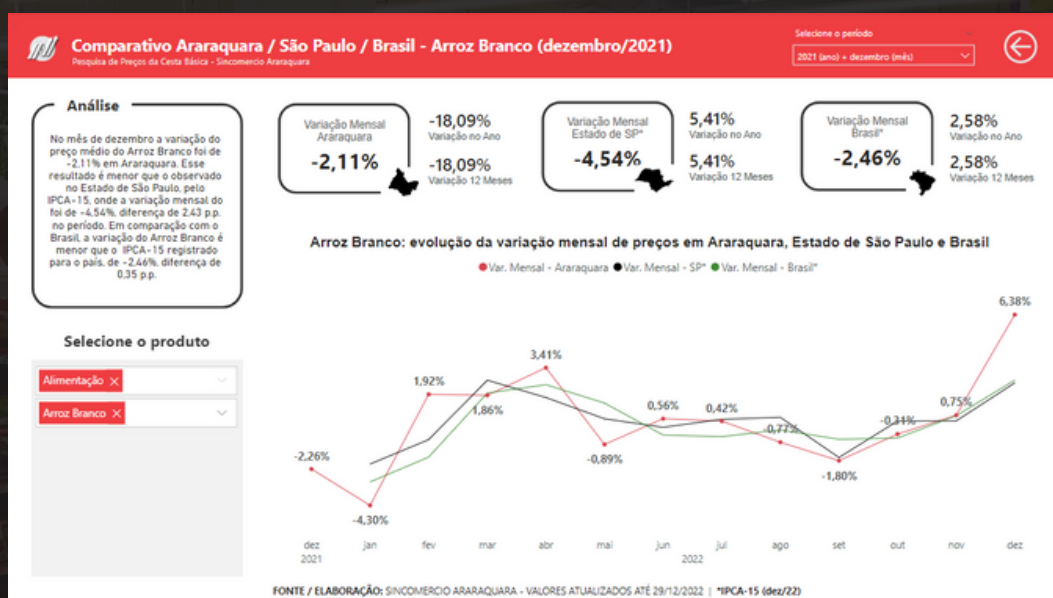 Comparativo Araraquara / São Paulo / Brasil - Arroz Branco (dezembro/2021)
Pesquisa de Preços da Cesta Básica - Sincomercio Araraquara
Selecione o período
2021 (ano) + dezembro (mês)
Análise
No mês de dezembro a variação do
preço médio do Arroz Branco foi de
-2,11% em Araraquara. Esse
resultado é menor que o observado
no Estado de São Paulo, pelo
IPCA-15, onde a variação mensal do
foi de -4,54%, diferença de 2,43 p.p.
no período. Em comparação com o
Brasil, a variação do Arroz Branco é
menor que o IPCA-15 registrado
para o país, de -2,46%, diferença de
0,35 p.p.
Variação Mensal
Araraquara
-2,11%
-18,09%
Variação no Ano
-18,09%
Variação 12 Meses
Variação Mensal
Estado de SP*
-4,54%
5,41%
Variação no Ano
5,41%
Variação 12 Meses
Variação Mensal
Brasil*
-2,46%
2,58%
Variação no Ano
2,58%
Variação 12 Meses
Selecione o produto
Alimentação
Arroz Branco
Arroz Branco: evolução da variação mensal de preços em Araraquara, Estado de São Paulo e Brasil
Var. Mensal - Araraquara Var. Mensal - SP* Var. Mensal - Brasil*
-2,26%
-4,30%
1,92%
1,86%
3,41%
-0,89%
0,56%
0,42%
-0,77%
-1,80%
-0,31%
0,75%
6,38%
dez jan fev mar abr mai jun jul ago set out nov dez
2021 2022
FONTE / ELABORAÇÃO: SINCOMERCIO ARARAQUARA - VALORES ATUALIZADOS ATÉ 29/12/2022 | *IPCA-15 (dez/22)